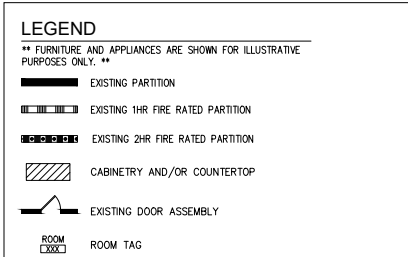 LEGEND
** FURNITURE AND APPLIANCES ARE SHOWN FOR ILLUSTRATIVE
PURPOSES ONLY. **
EXISTING PARTITION
EXISTING 1HR FIRE RATED PARTITION
EXISTING 2HR FIRE RATED PARTITION
CABINETRY AND/OR COUNTERTOP
EXISTING DOOR ASSEMBLY
ROOM
XXX
ROOM TAG